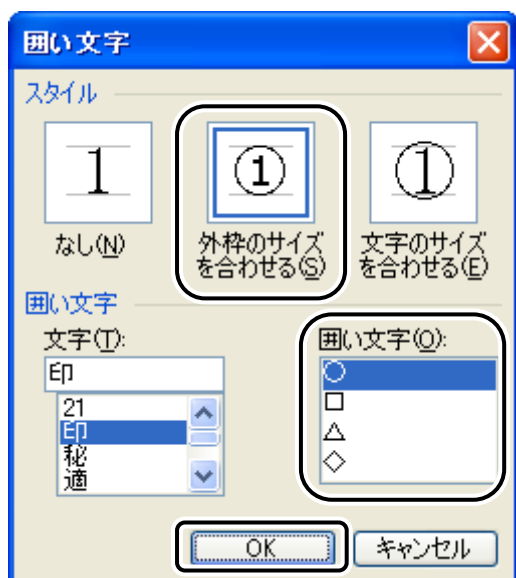 囲い文字
スタイル
1
①
①
なし(N)
外枠のサイズ
を合わせる(S)
文字のサイズ
を合わせる(E)
囲い文字
文字(T):
印
21
印
秘
適
囲い文字(O):
○
□
△
◇
OK
キャンセル